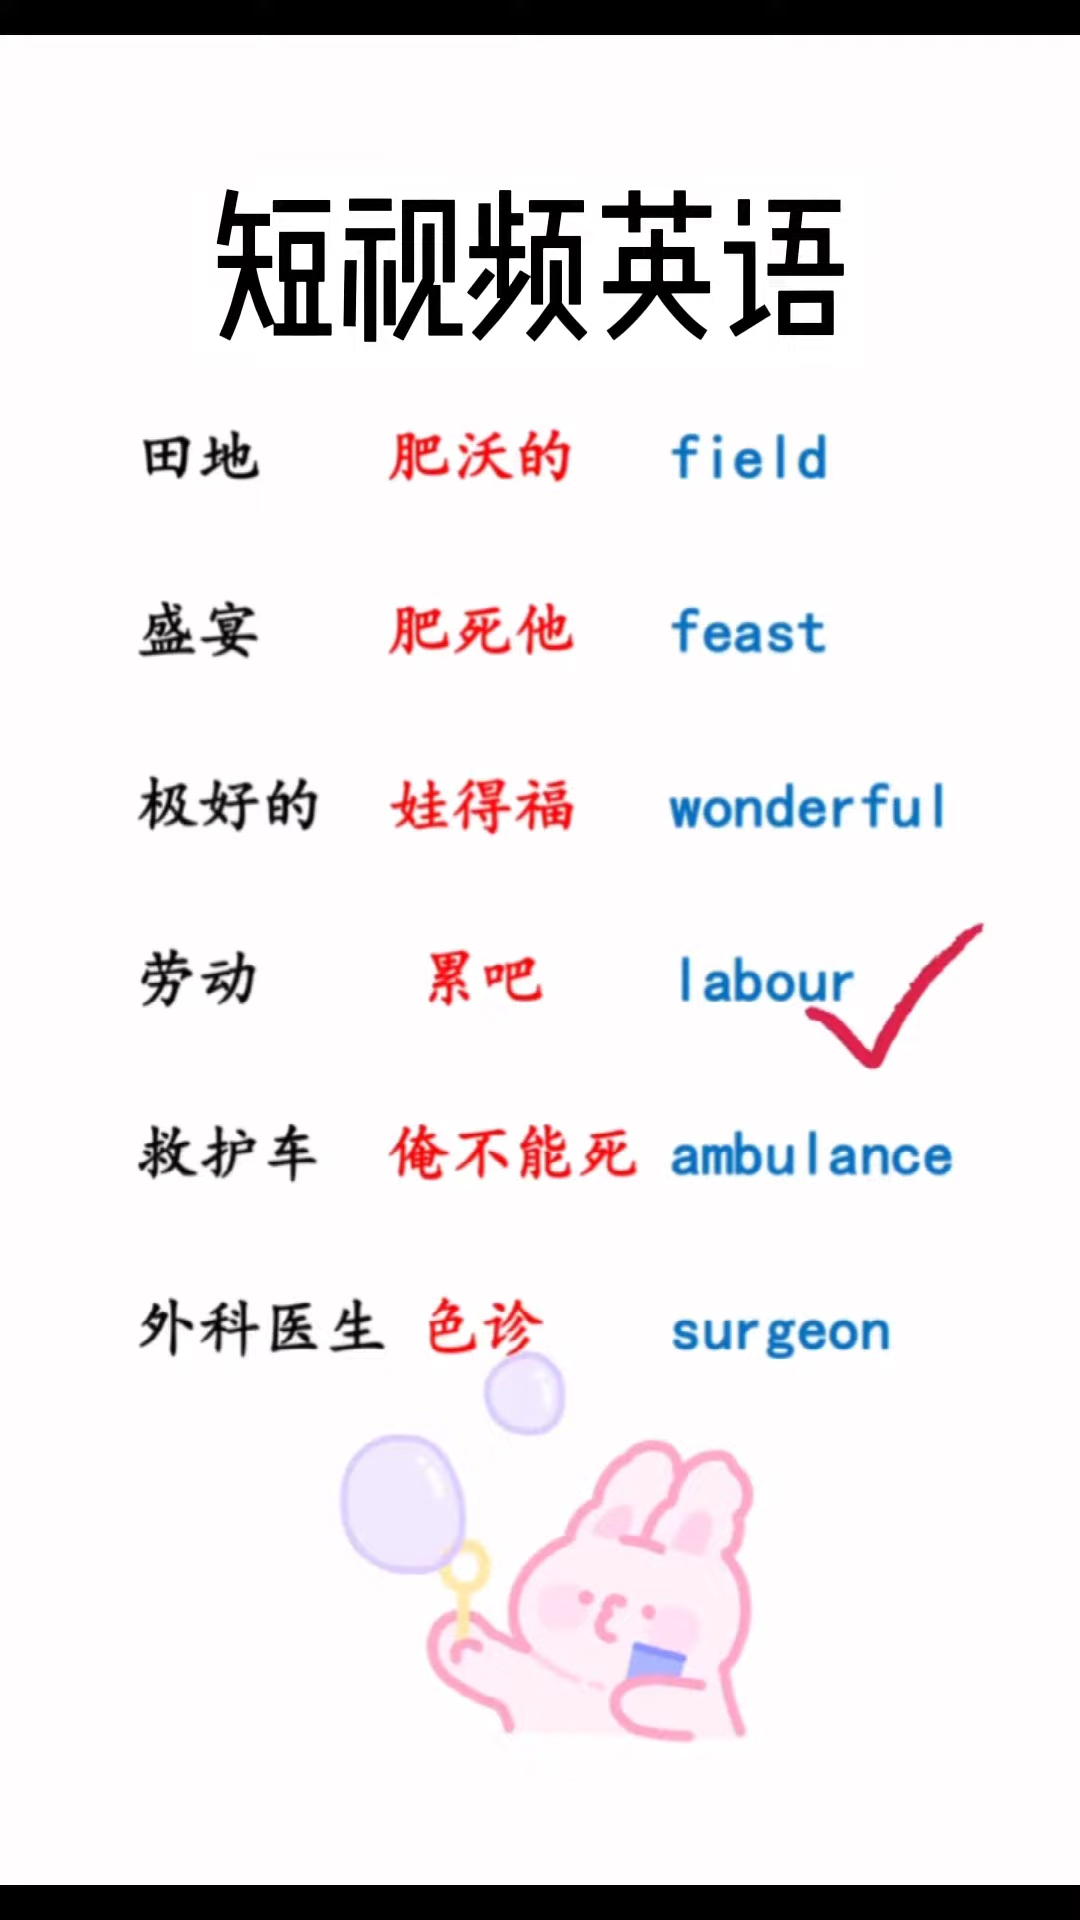 短视频英语
田地 肥沃的 field
盛宴 肥死他 feast
极好的 娃得福 wonderful
劳动 累吧 labour
救护车 俺不能死 ambulance
外科医生 色诊 surgeon